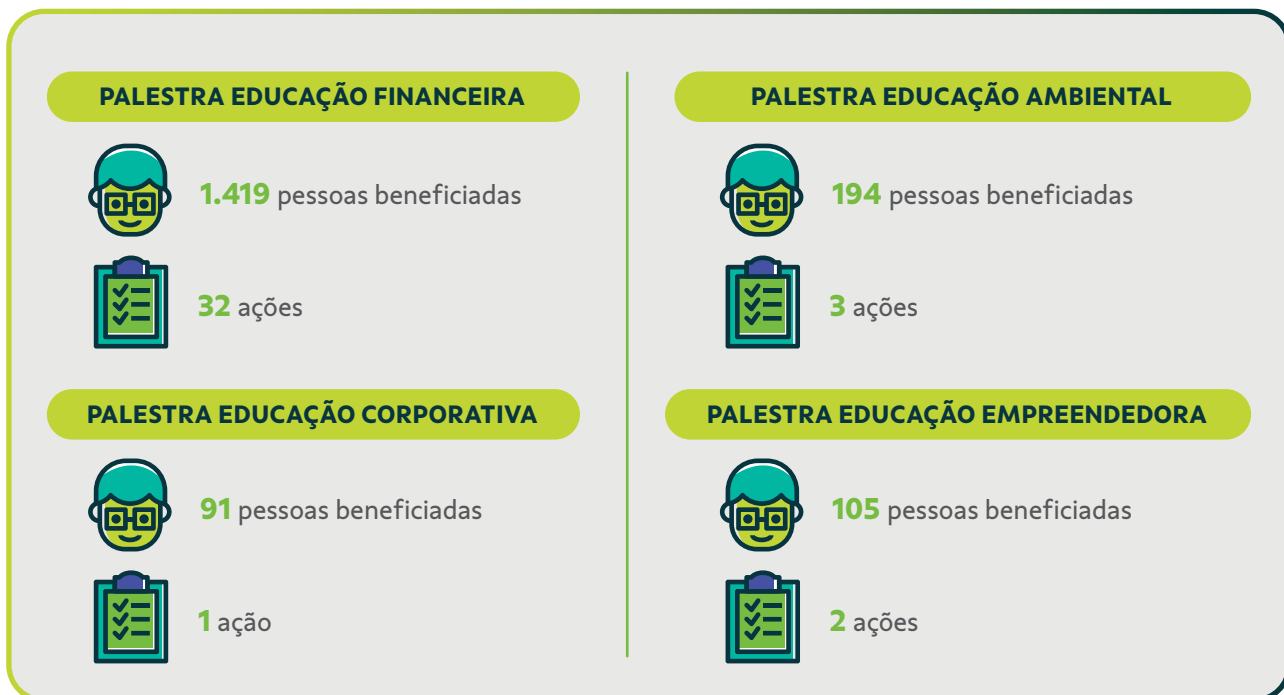 PALESTRA EDUCAÇÃO FINANCEIRA
1.419 pessoas beneficiadas
32 ações
PALESTRA EDUCAÇÃO AMBIENTAL
194 pessoas beneficiadas
3 ações
PALESTRA EDUCAÇÃO CORPORATIVA
91 pessoas beneficiadas
1 ação
PALESTRA EDUCAÇÃO EMPREENDEDORA
105 pessoas beneficiadas
2 ações